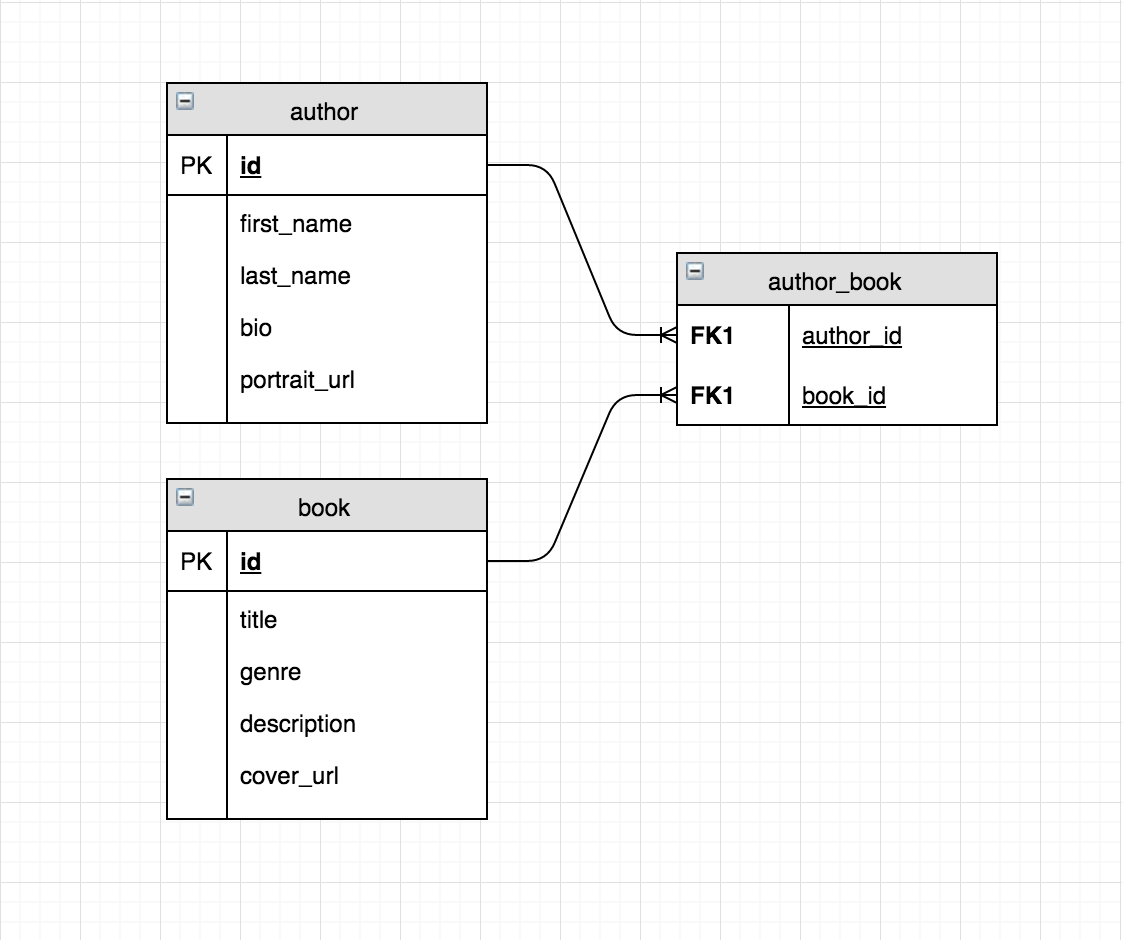 author
PK id
first_name
last_name
bio
portrait_url
author_book
FK1 author_id
FK1 book_id
book
PK id
title
genre
description
cover_url